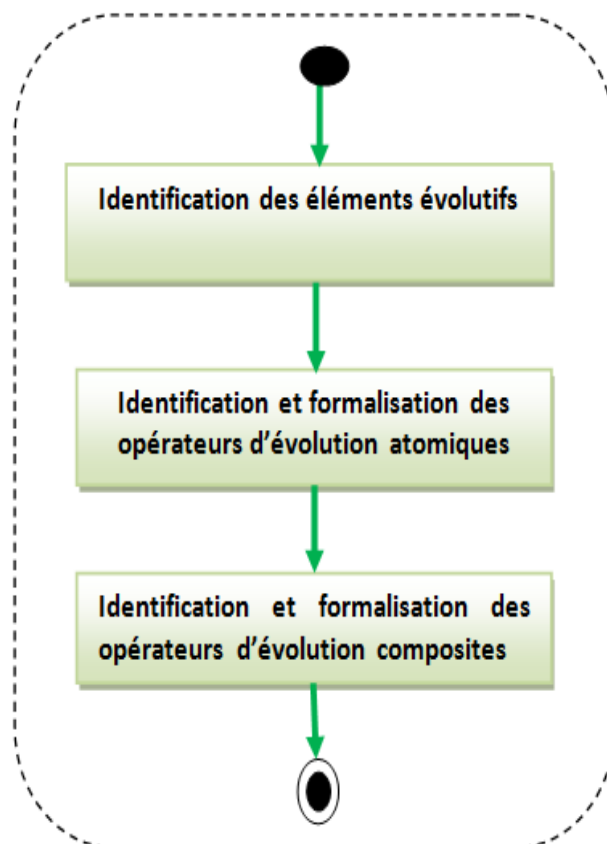 Identification des éléments évolutifs
Identification et formalisation des
opérateurs d'évolution atomiques
Identification et formalisation des
opérateurs d'évolution composites